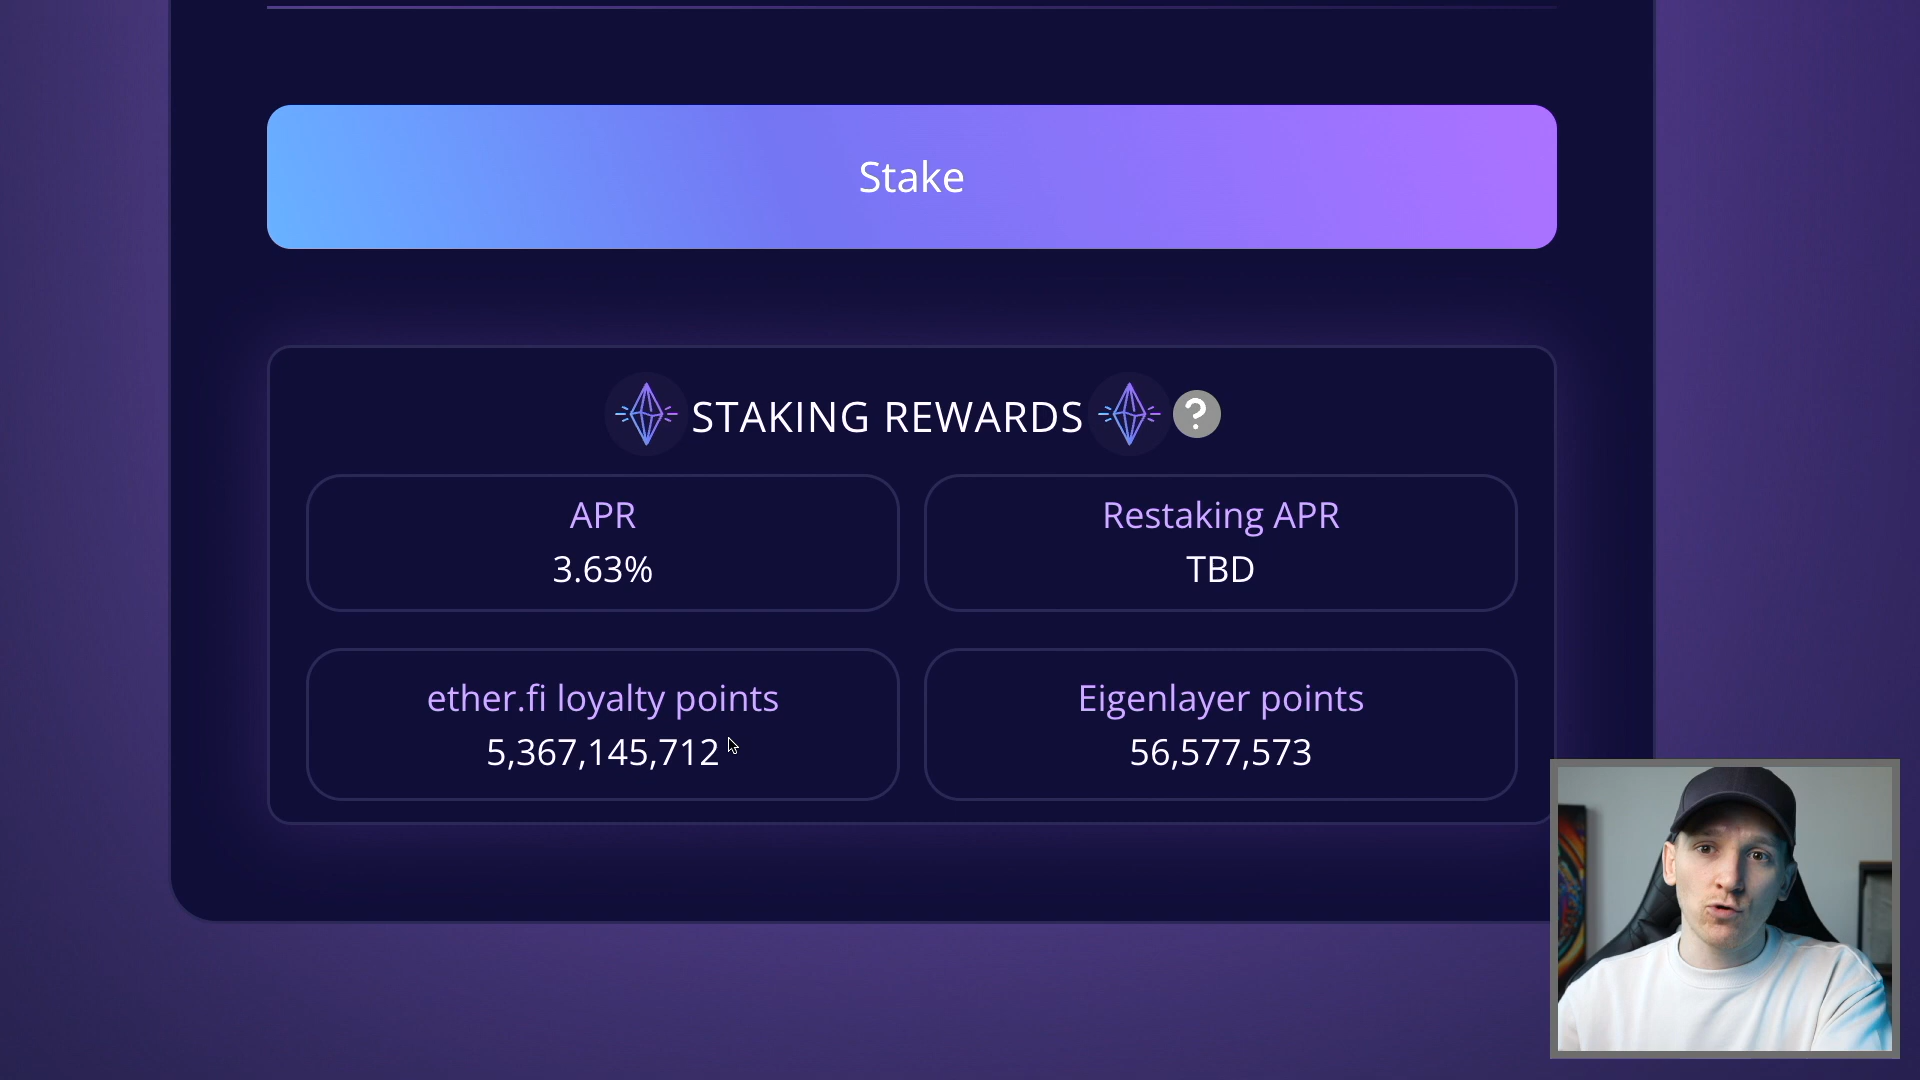 Stake
STAKING REWARDS ?
APR
3.63%
Restaking APR
TBD
ether.fi loyalty points
5,367,145,712
Eigenlayer points
56,577,573